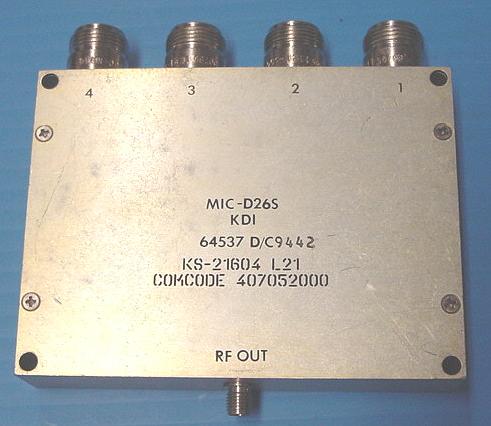 4 3 2 1
MIC-D26S
KDI
64537 D/C9442
KS-21604 L21
COMCODE 407052000
RF OUT